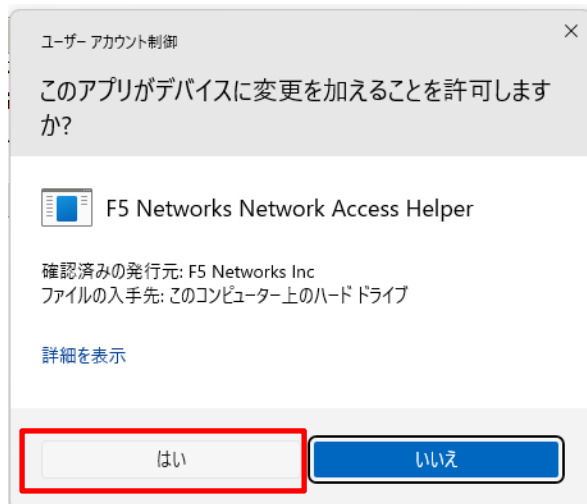 ユーザー アカウント制御
このアプリがデバイスに変更を加えることを許可します
か?
F5 Networks Network Access Helper
確認済みの発行元: F5 Networks Inc
ファイルの入手先: このコンピューター上のハード ドライブ
詳細を表示
はい
いいえ